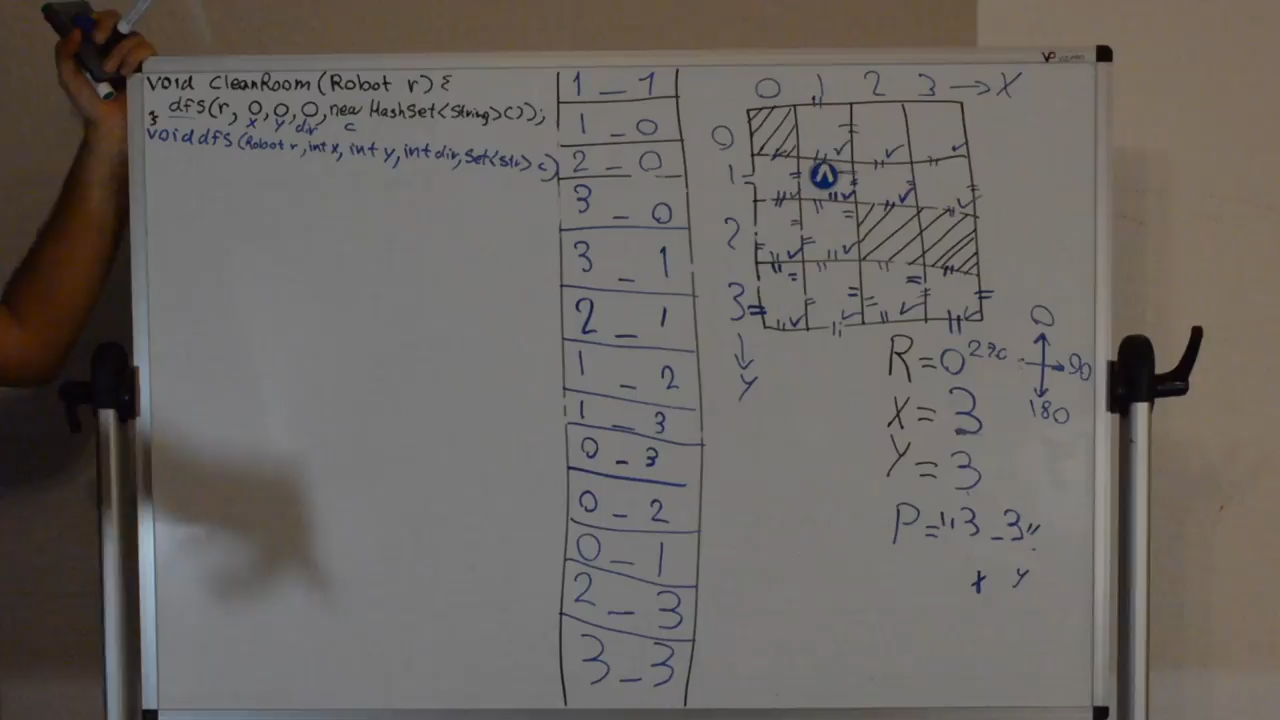 void CleanRoom (Robot r) {
dfs(r, 0, 0, 0, new HashSet<String>());
x y dir c
}
void dfs (Robot r, int x, int y, int dir, Set<Str> c)
1_1
1_0
2_0
3_0
3_1
2_1
1_2
1_3
0_3
0_2
0_1
2_3
3_3
0 1 2 3 → X
0
1
2
3
↓
Y
R=0
X=3
Y=3
P="3_3"
x y
0
270
90
180